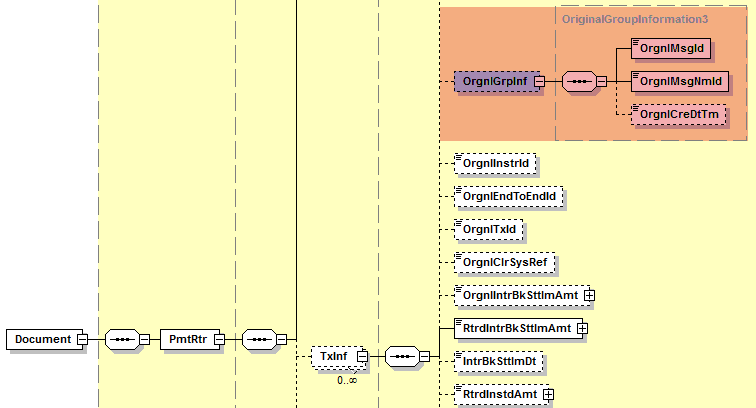 OriginalGroupInformation3
OrgnlMsgId
OrgnlGrpInf
OrgnlMsgNmId
OrgnlCreDtTm
OrgnlInstrId
OrgnlEndToEndId
OrgnlTxId
OrgnlClrSysRef
OrgnlIntrBkSttlmAmt
Document
PmtRtr
RtrdIntrBkSttlmAmt
TxInf
0..∞
IntrBkSttlmDt
RtrdInstdAmt